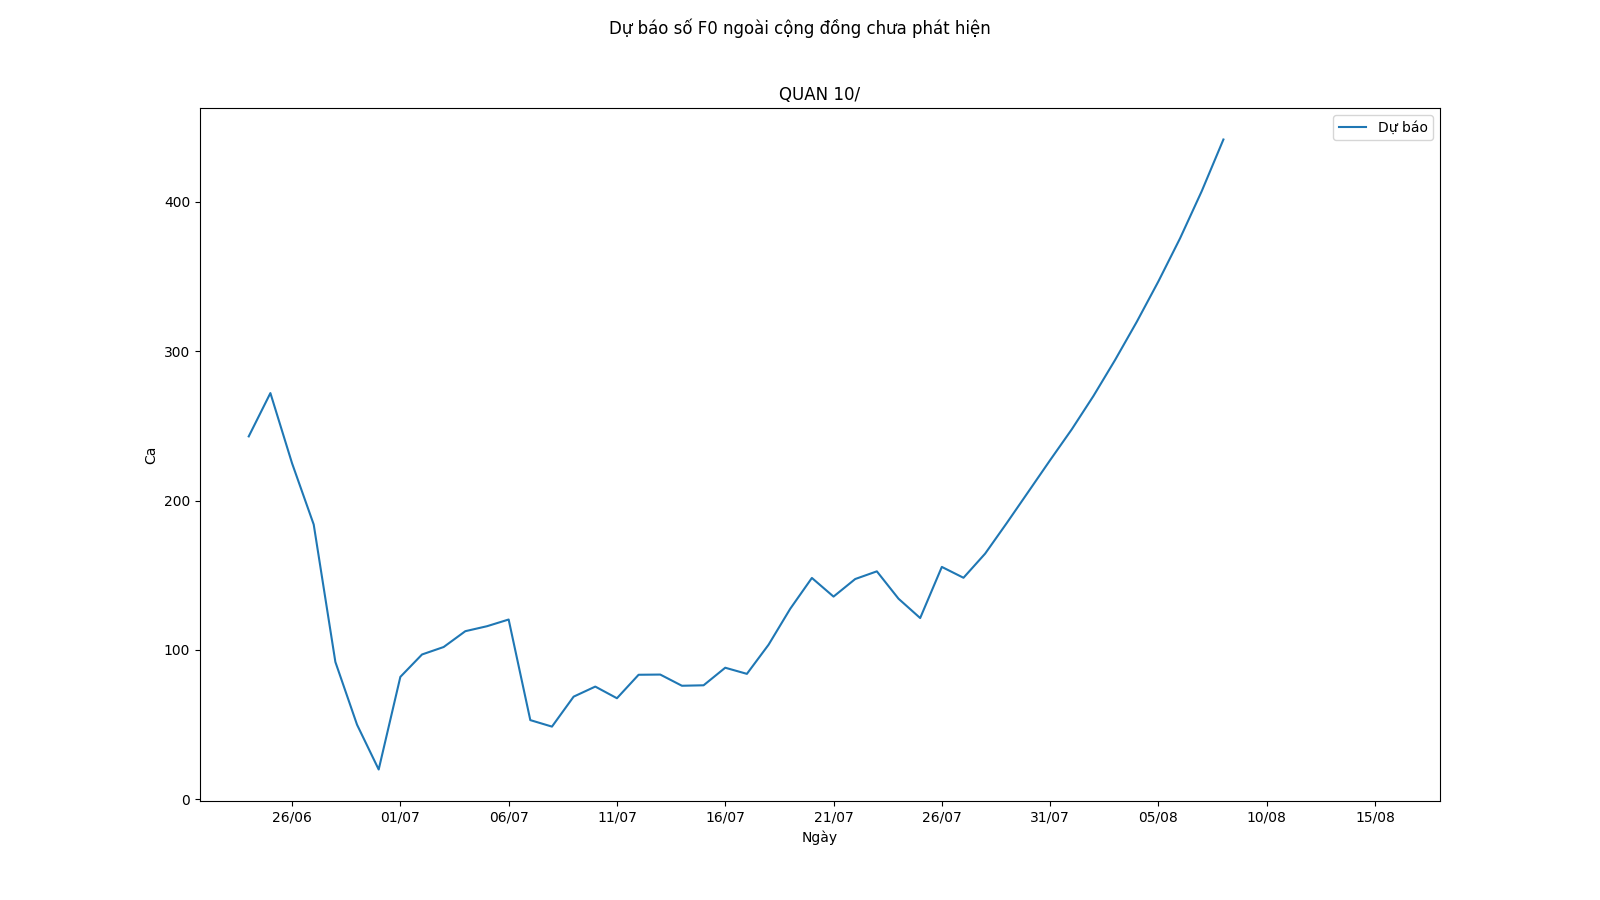 Dự báo số F0 ngoài cộng đồng chưa phát hiện
QUAN 10/
Dự báo
400
300
200
100
0
Ca
26/06 01/07 06/07 11/07 16/07 21/07 26/07 31/07 05/08 10/08 15/08
Ngày